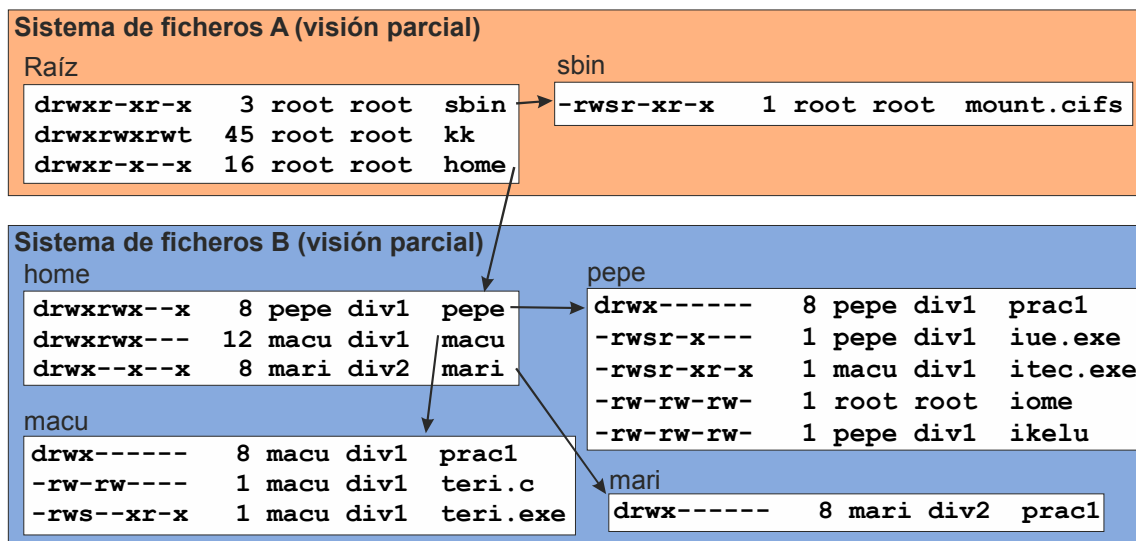 Sistema de ficheros A (visión parcial)
Raíz
drwxr-xr-x 3 root root sbin
drwxrwxrwt 45 root root kk
drwxr-x--x 16 root root home
sbin
-rwsr-xr-x 1 root root mount.cifs
Sistema de ficheros B (visión parcial)
home
drwxrwx--x 8 pepe div1 pepe
drwxrwx--- 12 macu div1 macu
drwx--x--x 8 mari div2 mari
pepe
drwx------ 8 pepe div1 prac1
-rwsr-x--- 1 pepe div1 iue.exe
-rwsr-xr-x 1 macu div1 itec.exe
-rw-rw-rw- 1 root root iome
-rw-rw-rw- 1 pepe div1 ikelu
macu
drwx------ 8 macu div1 prac1
-rw-rw---- 1 macu div1 teri.c
-rws--xr-x 1 macu div1 teri.exe
mari
drwx------ 8 mari div2 prac1